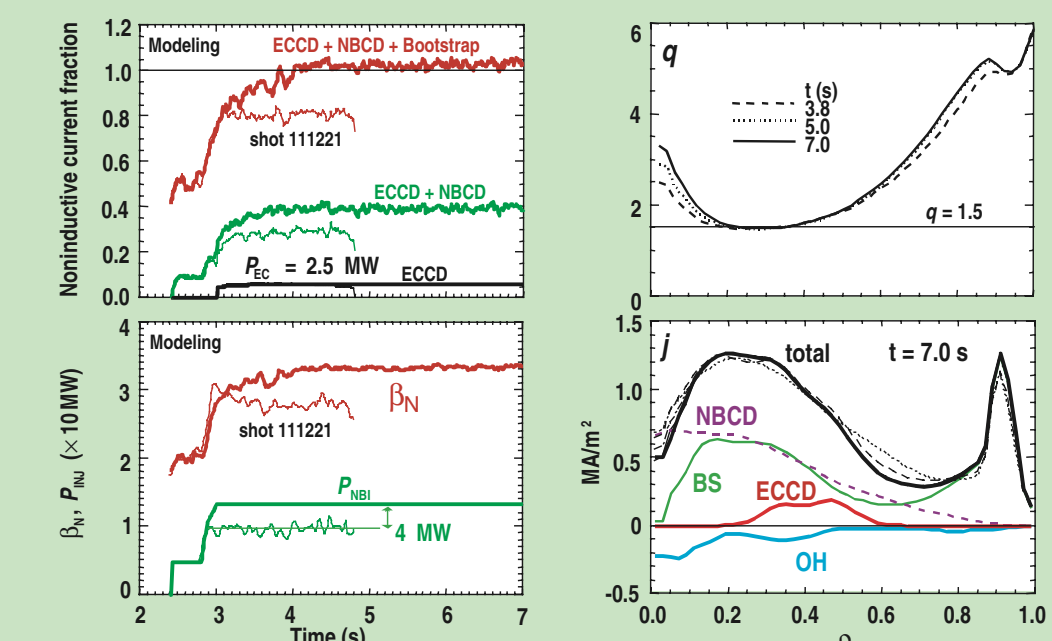 Noninductive current fraction
1.2
1.0
0.8
0.6
0.4
0.2
0.0
Modeling
ECCD + NBCD + Bootstrap
shot 111221
ECCD + NBCD
P_EC = 2.5 MW
ECCD
β_N, P_INJ (× 10 MW)
4
3
2
1
0
Modeling
β_N
shot 111221
P_NBI
4 MW
2 3 4 5 6 7
Time (s)
6
4
2
0
q
t (s)
3.8
5.0
7.0
q = 1.5
MA/m²
1.5
1.0
0.5
0
-0.5
j
total
t = 7.0 s
NBCD
BS
ECCD
OH
0.0 0.2 0.4 0.6 0.8 1.0